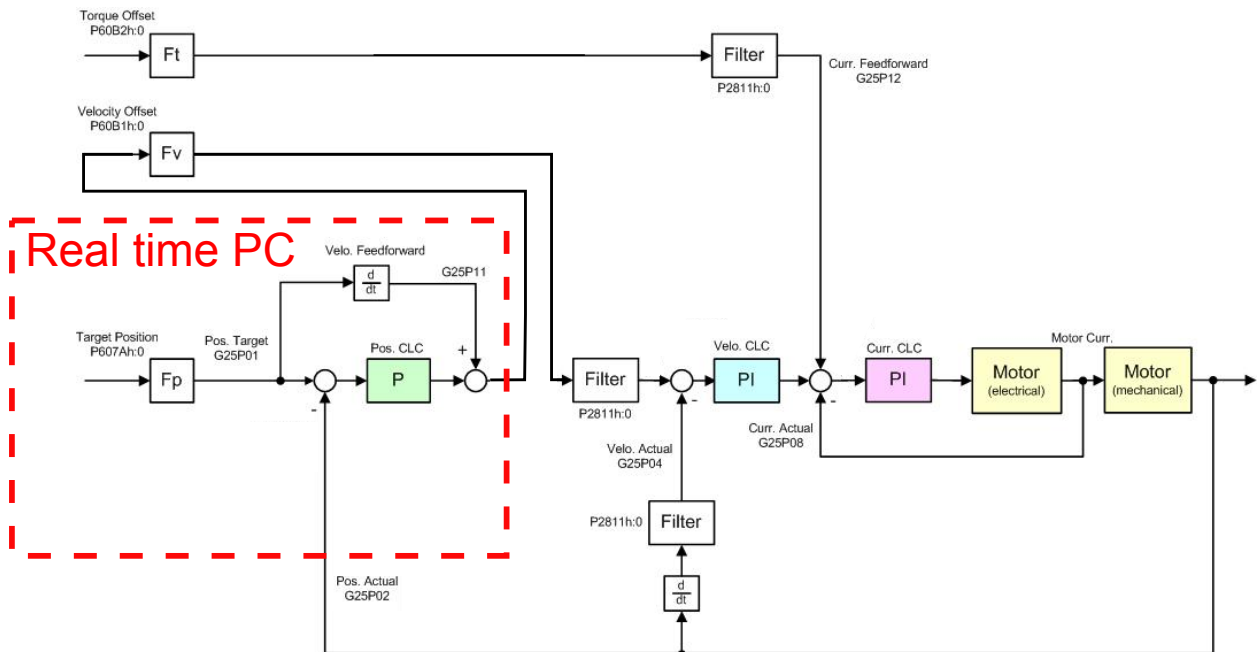 Torque Offset
P60B2h:0
Ft
Filter
P2811h:0
Curr. Feedforward
G25P12
Velocity Offset
P60B1h:0
Fv
Real time PC
Velo. Feedforward
d
dt
G25P11
Target Position
P607Ah:0
Fp
Pos. Target
G25P01
Pos. CLC
P
+
-
Filter
P2811h:0
Velo. CLC
PI
-
Curr. CLC
PI
-
Motor
(electrical)
Motor Curr.
Motor
(mechanical)
Curr. Actual
G25P08
Velo. Actual
G25P04
P2811h:0
Filter
d
dt
Pos. Actual
G25P02